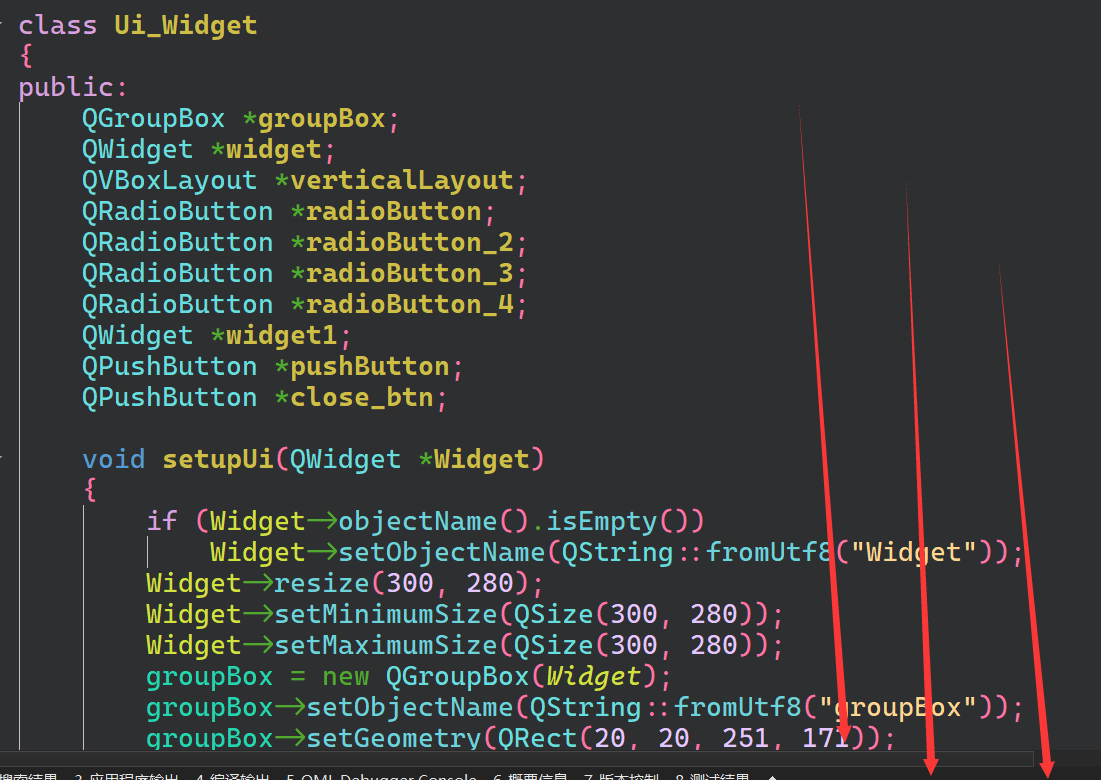 class Ui_Widget
{
public:
QGroupBox *groupBox;
QWidget *widget;
QVBoxLayout *verticalLayout;
QRadioButton *radioButton;
QRadioButton *radioButton_2;
QRadioButton *radioButton_3;
QRadioButton *radioButton_4;
QWidget *widget1;
QPushButton *pushButton;
QPushButton *close_btn;
void setupUi(QWidget *Widget)
{
if (Widget->objectName().isEmpty())
Widget->setObjectName(QString::fromUtf8("Widget"));
Widget->resize(300, 280);
Widget->setMinimumSize(QSize(300, 280));
Widget->setMaximumSize(QSize(300, 280));
groupBox = new QGroupBox(Widget);
groupBox->setObjectName(QString::fromUtf8("groupBox"));
groupBox->setGeometry(QRect(20, 20, 251, 171));
搜索结果 3 应用程序输出 4 编译输出 5 QML Debugger Console 6 概要信息 7 版本控制 8 测试结果